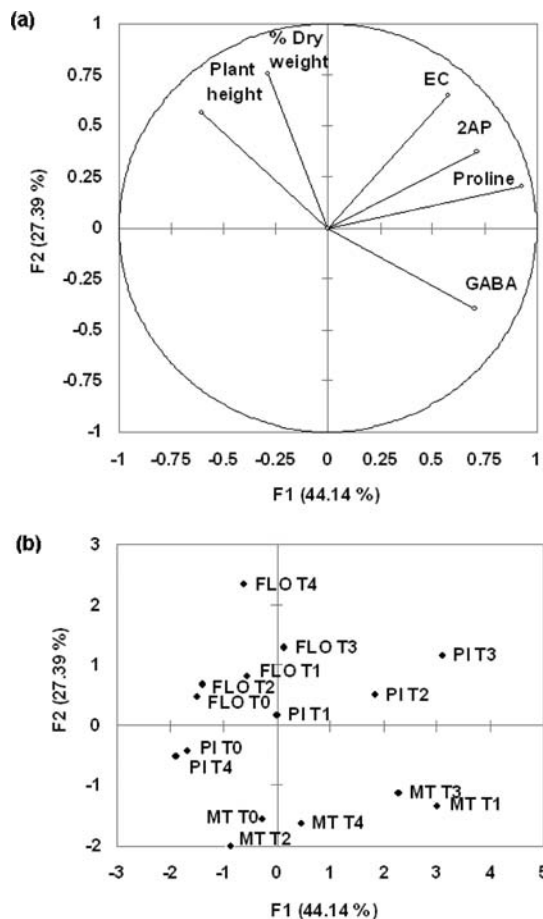 (a)
1
% Dry
0.75
weight
EC
Plant
height
0.5
2AP
0.25
Proline
0
F2 (27.39 %)
-0.25
GABA
-0.5
-0.75
-1
-1 -0.75 -0.5 -0.25 0 0.25 0.5 0.75 1
F1 (44.14 %)
(b)
3
FLO T4
2
FLO T3
PI T3
1
FLO T1
FLO T2
PI T2
FLO T0
PI T1
0
F2 (27.39 %)
PI T0
PI T4
-1
MT T3
MT T1
MT T0
MT T4
MT T2
-2
-3 -2 -1 0 1 2 3 4 5
F1 (44.14 %)